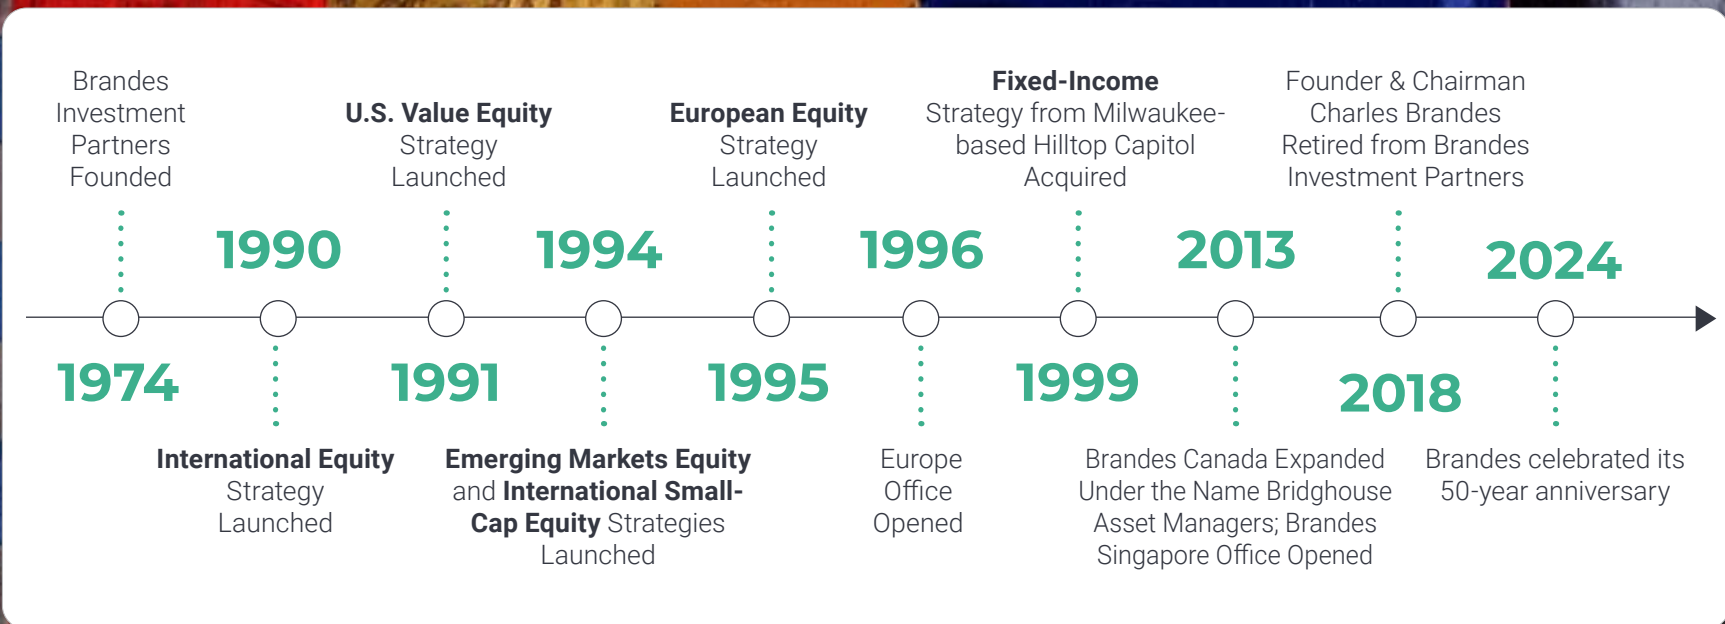 Brandes
Investment
Partners
Founded
1974
1990
International Equity
Strategy
Launched
U.S. Value Equity
Strategy
Launched
1991
1994
Emerging Markets Equity
and International Small-
Cap Equity Strategies
Launched
European Equity
Strategy
Launched
1995
1996
Europe
Office
Opened
Fixed-Income
Strategy from Milwaukee-
based Hilltop Capitol
Acquired
1999
2013
Brandes Canada Expanded
Under the Name Bridghouse
Asset Managers; Brandes
Singapore Office Opened
Founder & Chairman
Charles Brandes
Retired from Brandes
Investment Partners
2018
2024
Brandes celebrated its
50-year anniversary